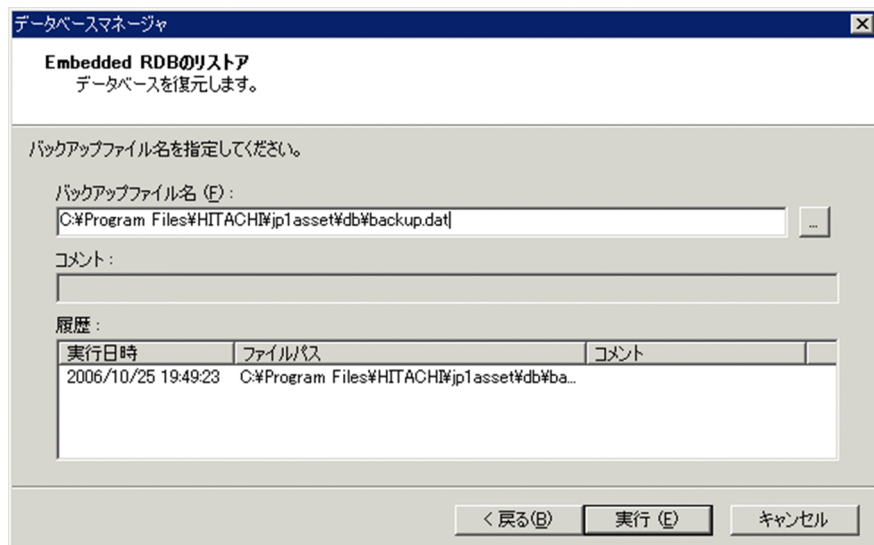 データベースマネージャ
Embedded RDBのリストア
データベースを復元します。
バックアップファイル名を指定してください。
バックアップファイル名 (F) :
C:¥Program Files¥HITACHI¥jp1asset¥db¥backup.dat
...
コメント :
履歴 :
実行日時 ファイルパス コメント
2006/10/25 19:49:23 C:¥Program Files¥HITACHI¥jp1asset¥db¥ba...
< 戻る(B) 実行 (E) キャンセル